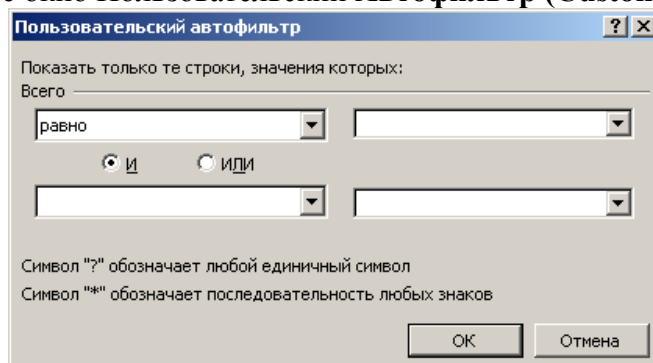 Пользовательский автофильтр
Показать только те строки, значения которых:
Всего
равно
И ИЛИ
Символ "?" обозначает любой единичный символ
Символ "*" обозначает последовательность любых знаков
ОК Отмена